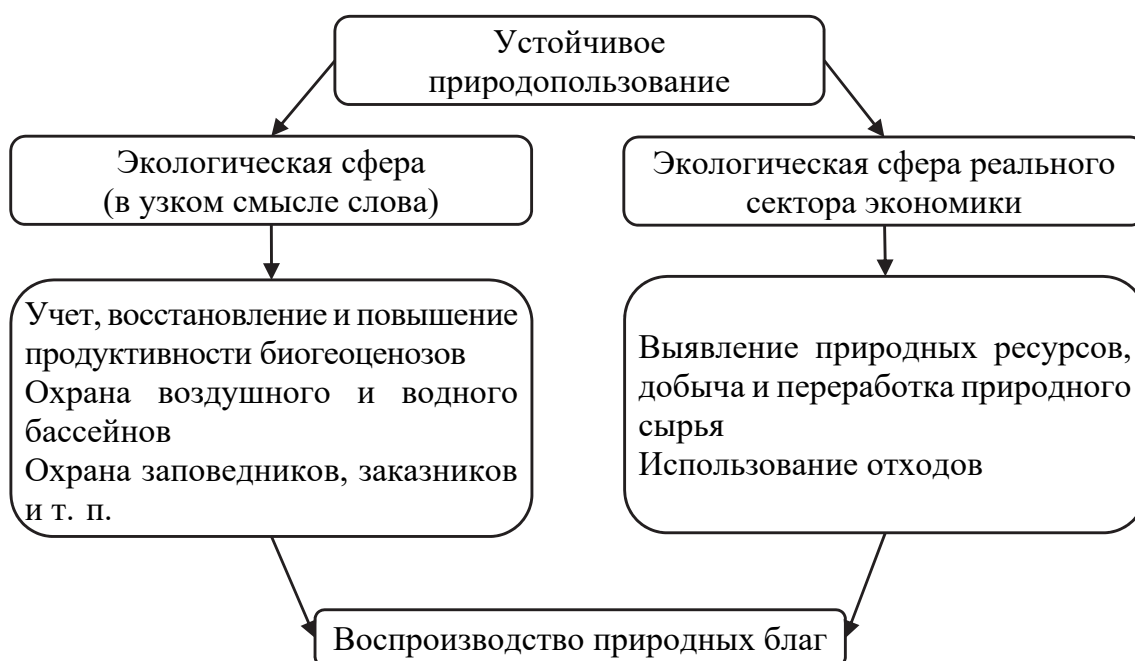 Устойчивое
природопользование
Экологическая сфера
(в узком смысле слова)
Экологическая сфера реального
сектора экономики
Учет, восстановление и повышение
продуктивности биогеоценозов
Охрана воздушного и водного
бассейнов
Охрана заповедников, заказников
и т. п.
Выявление природных ресурсов,
добыча и переработка природного
сырья
Использование отходов
Воспроизводство природных благ